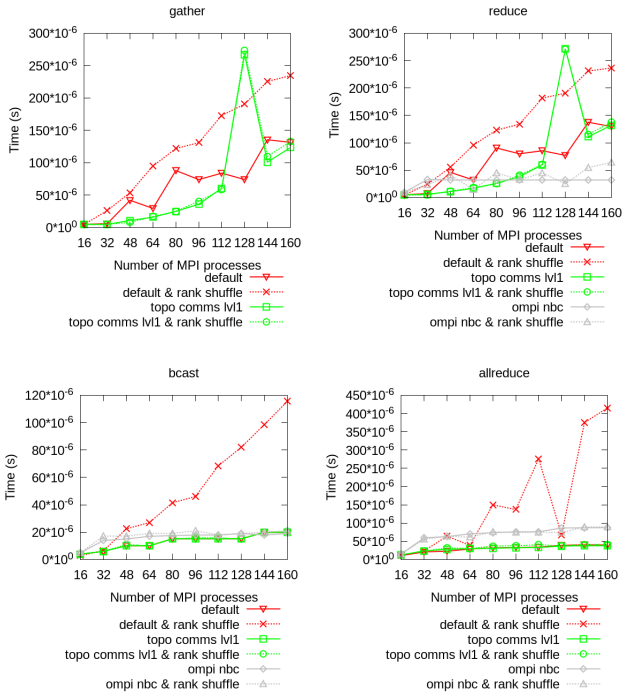 gather
300*10-6
250*10-6
200*10-6
150*10-6
100*10-6
50*10-6
0*100
Time (s)
16 32 48 64 80 96 112 128 144 160
Number of MPI processes
default
default & rank shuffle
topo comms lvl1
topo comms lvl1 & rank shuffle
reduce
300*10-6
250*10-6
200*10-6
150*10-6
100*10-6
50*10-6
0*100
Time (s)
16 32 48 64 80 96 112 128 144 160
Number of MPI processes
default
default & rank shuffle
topo comms lvl1
topo comms lvl1 & rank shuffle
ompi nbc
ompi nbc & rank shuffle
bcast
120*10-6
100*10-6
80*10-6
60*10-6
40*10-6
20*10-6
0*100
Time (s)
16 32 48 64 80 96 112 128 144 160
Number of MPI processes
default
default & rank shuffle
topo comms lvl1
topo comms lvl1 & rank shuffle
ompi nbc
ompi nbc & rank shuffle
allreduce
450*10-6
400*10-6
350*10-6
300*10-6
250*10-6
200*10-6
150*10-6
100*10-6
50*10-6
0*100
Time (s)
16 32 48 64 80 96 112 128 144 160
Number of MPI processes
default
default & rank shuffle
topo comms lvl1
topo comms lvl1 & rank shuffle
ompi nbc
ompi nbc & rank shuffle